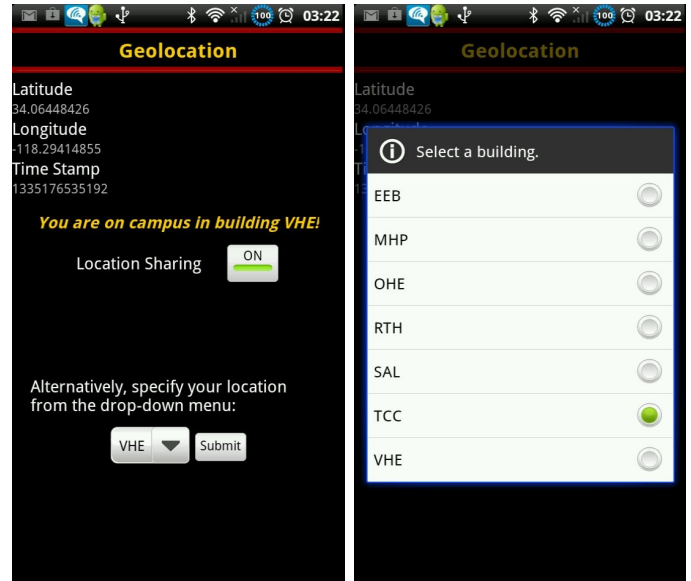 100 03:22
Geolocation
Latitude
34.06448426
Longitude
-118.29414855
Time Stamp
1335176535192
You are on campus in building VHE!
Location Sharing ON
Alternatively, specify your location
from the drop-down menu:
VHE Submit
100 03:22
Geolocation
Latitude
34.06448426
Select a building.
EEB
MHP
OHE
RTH
SAL
TCC
VHE